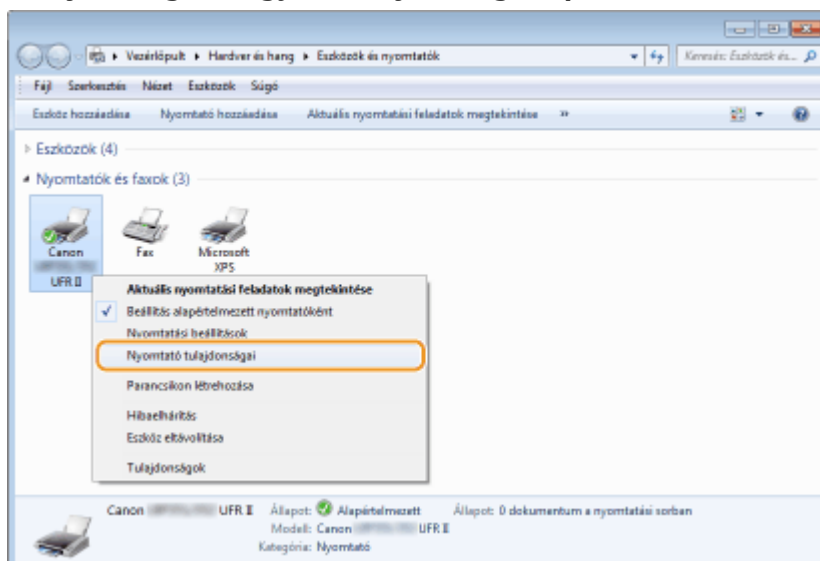 Vezérlőpult ▸ Hardver és hang ▸ Eszközök és nyomtatók
Keresés: Eszközök és...
Fájl Szerkesztés Nézet Eszközök Súgó
Eszköz hozzáadása Nyomtató hozzáadása Aktuális nyomtatási feladatok megtekintése »
Eszközök (4)
Nyomtatók és faxok (3)
Canon
UFR II
Fax
Microsoft
XPS
Aktuális nyomtatási feladatok megtekintése
Beállítás alapértelmezett nyomtatóként
Nyomtatási beállítások
Nyomtató tulajdonságai
Parancsikon létrehozása
Hibaelhárítás
Eszköz eltávolítása
Tulajdonságok
Canon UFR II Állapot: Alapértelmezett Állapot: 0 dokumentum a nyomtatási sorban
Modell: Canon UFR II
Kategória: Nyomtató